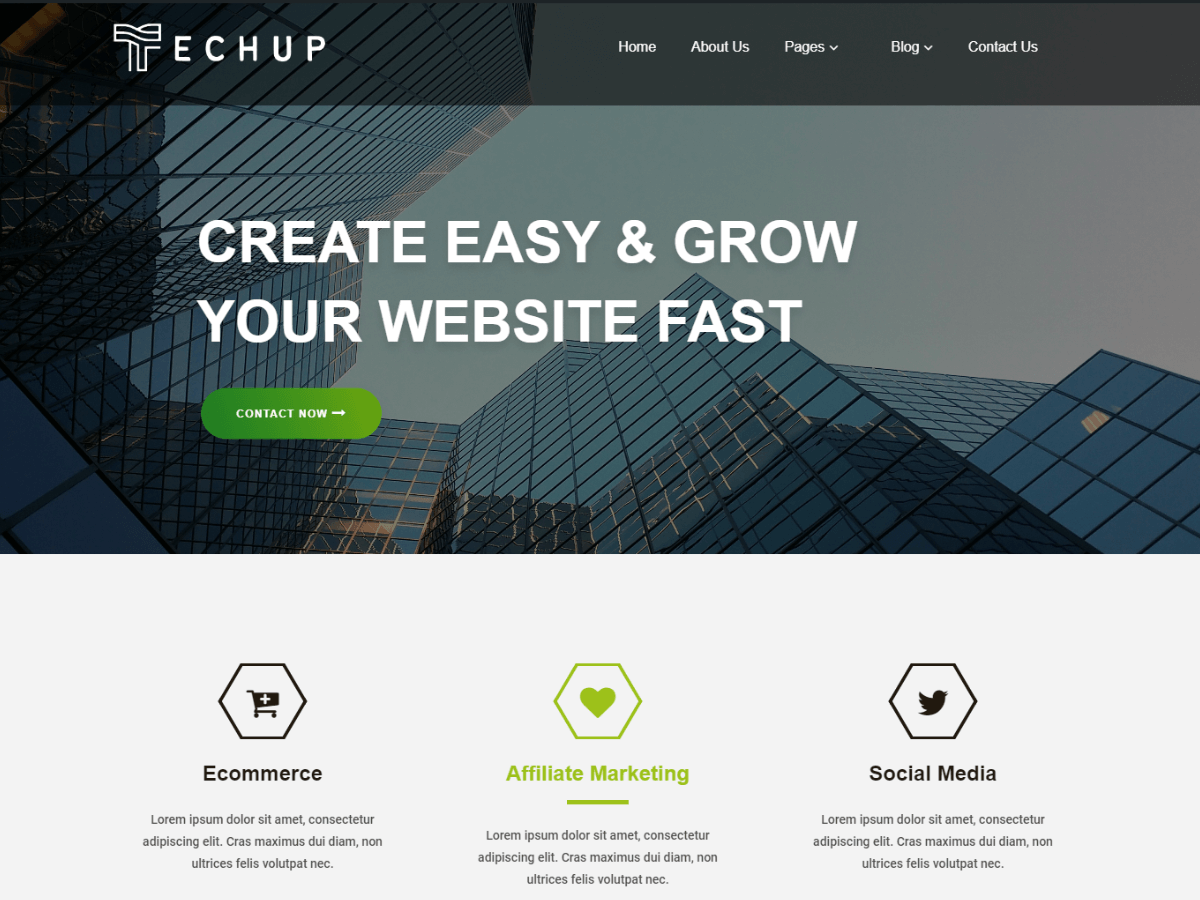 TECHUP
Home
About Us
Pages
Blog
Contact Us
CREATE EASY & GROW
YOUR WEBSITE FAST
CONTACT NOW
Ecommerce
Lorem ipsum dolor sit amet, consectetur
adipiscing elit. Cras maximus dui diam, non
ultrices felis volutpat nec.
Affiliate Marketing
Lorem ipsum dolor sit amet, consectetur
adipiscing elit. Cras maximus dui diam, non
ultrices felis volutpat nec.
Social Media
Lorem ipsum dolor sit amet, consectetur
adipiscing elit. Cras maximus dui diam, non
ultrices felis volutpat nec.